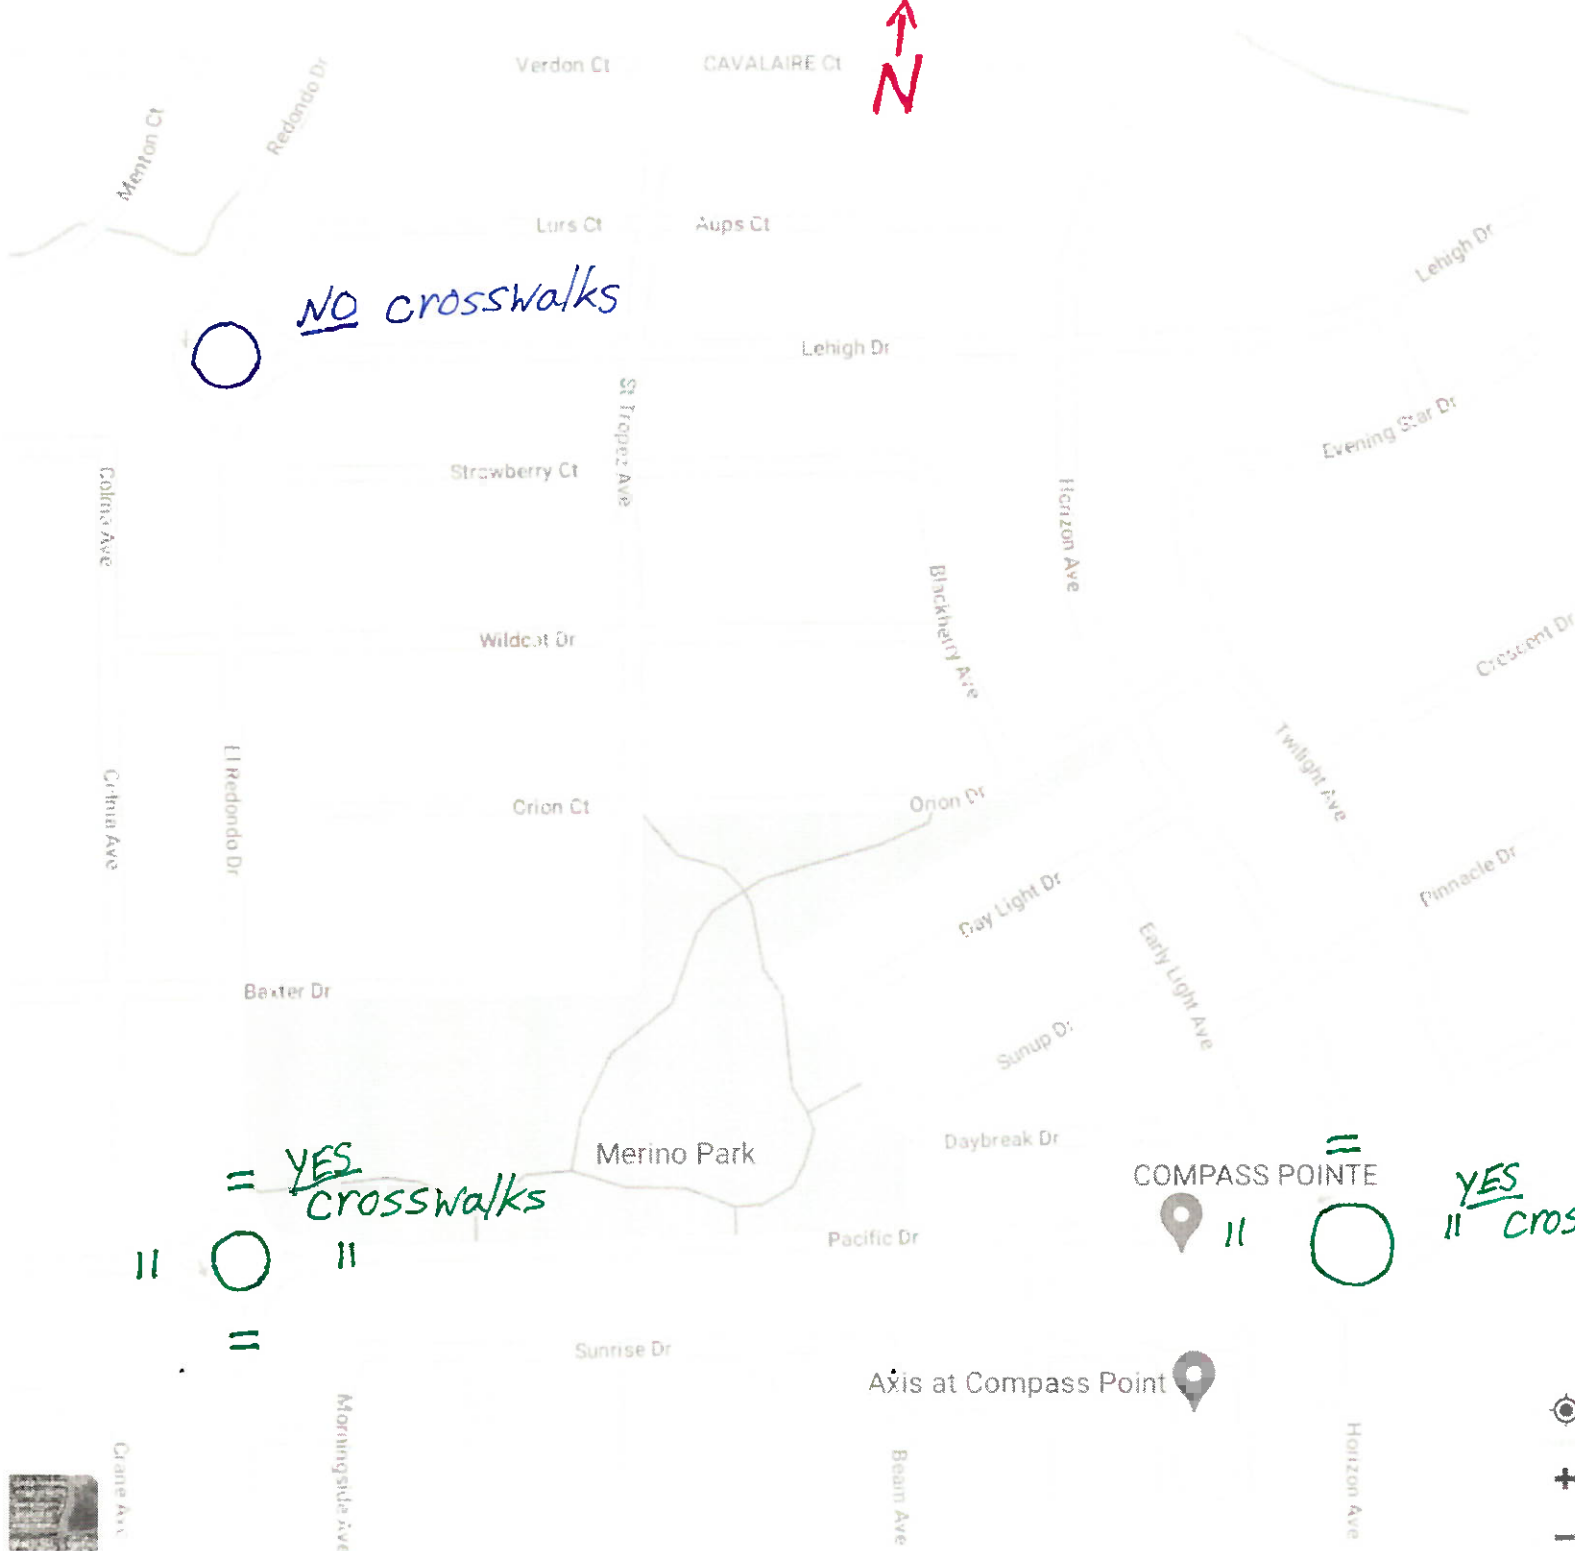 N
Verdon Ct
CAVALAIRE Ct
Redondo Dr
Menton Ct
Lurs Ct
Aups Ct
Lehigh Dr
NO crosswalks
Lehigh Dr
St Tropez Ave
Evening Star Dr
Strawberry Ct
Horizon Ave
Blackberry Ave
Wildcat Dr
Crescent Dr
Twilight Ave
El Redondo Dr
Orion Ct
Orion Dr
Pinnacle Dr
Day Light Dr
Early Light Ave
Baxter Dr
Sunup Dr
Merino Park
Daybreak Dr
YES
crosswalks
COMPASS POINTE
YES
cros
Pacific Dr
Sunrise Dr
Axis at Compass Point
Morningside Ave
Crane Ave
Beam Ave
Horizon Ave